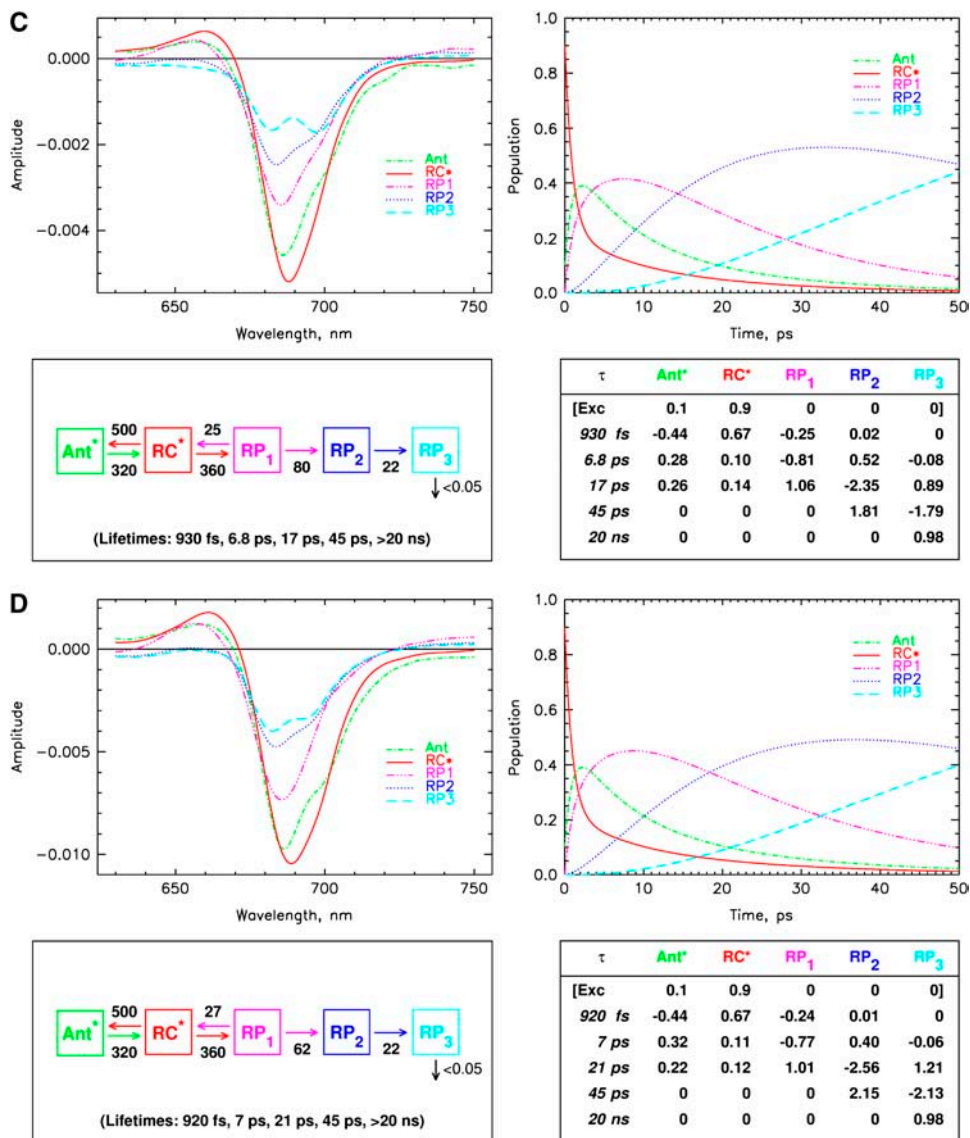 C
0.000
-0.002
-0.004
Amplitude
Ant
RC*
RP1
RP2
RP3
650
700
750
Wavelength, nm
1.0
0.8
0.6
0.4
0.2
0.0
Population
Ant
RC*
RP1
RP2
RP3
0
10
20
30
40
50
Time, ps
500
25
Ant* RC* RP1 RP2 RP3
320
360
80
22
<0.05
(Lifetimes: 930 fs, 6.8 ps, 17 ps, 45 ps, >20 ns)
τ Ant* RC* RP1 RP2 RP3
[Exc 0.1 0.9 0 0 0]
930 fs -0.44 0.67 -0.25 0.02 0
6.8 ps 0.28 0.10 -0.81 0.52 -0.08
17 ps 0.26 0.14 1.06 -2.35 0.89
45 ps 0 0 0 1.81 -1.79
20 ns 0 0 0 0 0.98
D
0.000
-0.005
-0.010
Amplitude
Ant
RC*
RP1
RP2
RP3
650
700
750
Wavelength, nm
1.0
0.8
0.6
0.4
0.2
0.0
Population
Ant
RC*
RP1
RP2
RP3
0
10
20
30
40
50
Time, ps
500
27
Ant* RC* RP1 RP2 RP3
320
360
62
22
<0.05
(Lifetimes: 920 fs, 7 ps, 21 ps, 45 ps, >20 ns)
τ Ant* RC* RP1 RP2 RP3
[Exc 0.1 0.9 0 0 0]
920 fs -0.44 0.67 -0.24 0.01 0
7 ps 0.32 0.11 -0.77 0.40 -0.06
21 ps 0.22 0.12 1.01 -2.56 1.21
45 ps 0 0 0 2.15 -2.13
20 ns 0 0 0 0 0.98